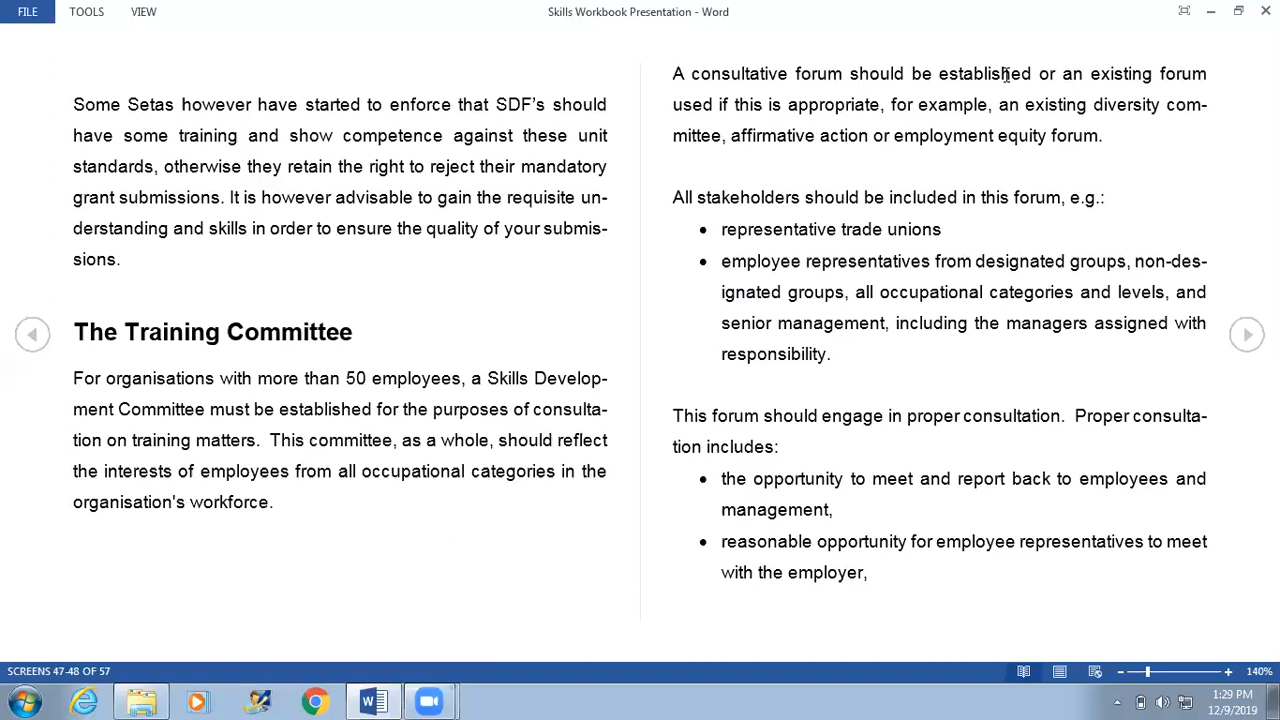 FILE TOOLS VIEW Skills Workbook Presentation - Word
Some Setas however have started to enforce that SDF's should
have some training and show competence against these unit
standards, otherwise they retain the right to reject their mandatory
grant submissions. It is however advisable to gain the requisite un-
derstanding and skills in order to ensure the quality of your submis-
sions.
The Training Committee
For organisations with more than 50 employees, a Skills Develop-
ment Committee must be established for the purposes of consulta-
tion on training matters. This committee, as a whole, should reflect
the interests of employees from all occupational categories in the
organisation's workforce.
A consultative forum should be established or an existing forum
used if this is appropriate, for example, an existing diversity com-
mittee, affirmative action or employment equity forum.
All stakeholders should be included in this forum, e.g.:
• representative trade unions
• employee representatives from designated groups, non-des-
ignated groups, all occupational categories and levels, and
senior management, including the managers assigned with
responsibility.
This forum should engage in proper consultation. Proper consulta-
tion includes:
• the opportunity to meet and report back to employees and
management,
• reasonable opportunity for employee representatives to meet
with the employer,
SCREENS 47-48 OF 57
140%
1:29 PM
12/9/2019